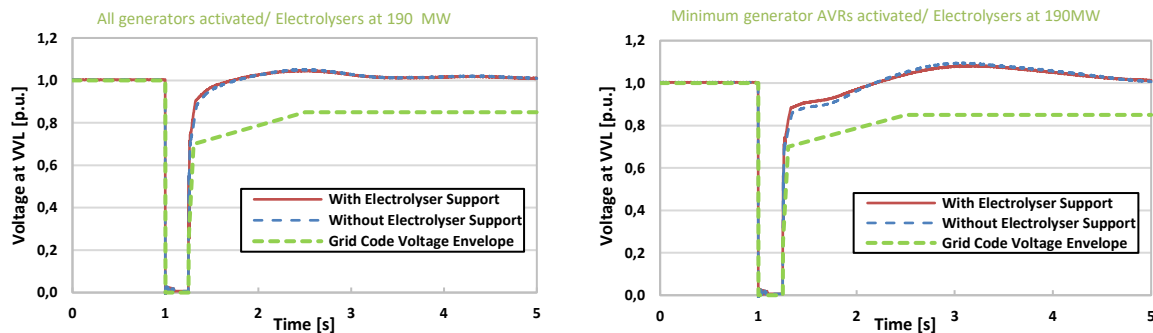 All generators activated/ Electrolysers at 190 MW
Voltage at VVL [p.u.]
1,2
1,0
0,8
0,6
0,4
0,2
0,0
With Electrolyser Support
Without Electrolyser Support
Grid Code Voltage Envelope
0 1 2 3 4 5
Time [s]
Minimum generator AVRs activated/ Electrolysers at 190MW
Voltage at VVL [p.u.]
1,2
1,0
0,8
0,6
0,4
0,2
0,0
With Electrolyser Support
Without Electrolyser Support
Grid Code Voltage Envelope
0 1 2 3 4 5
Time [s]